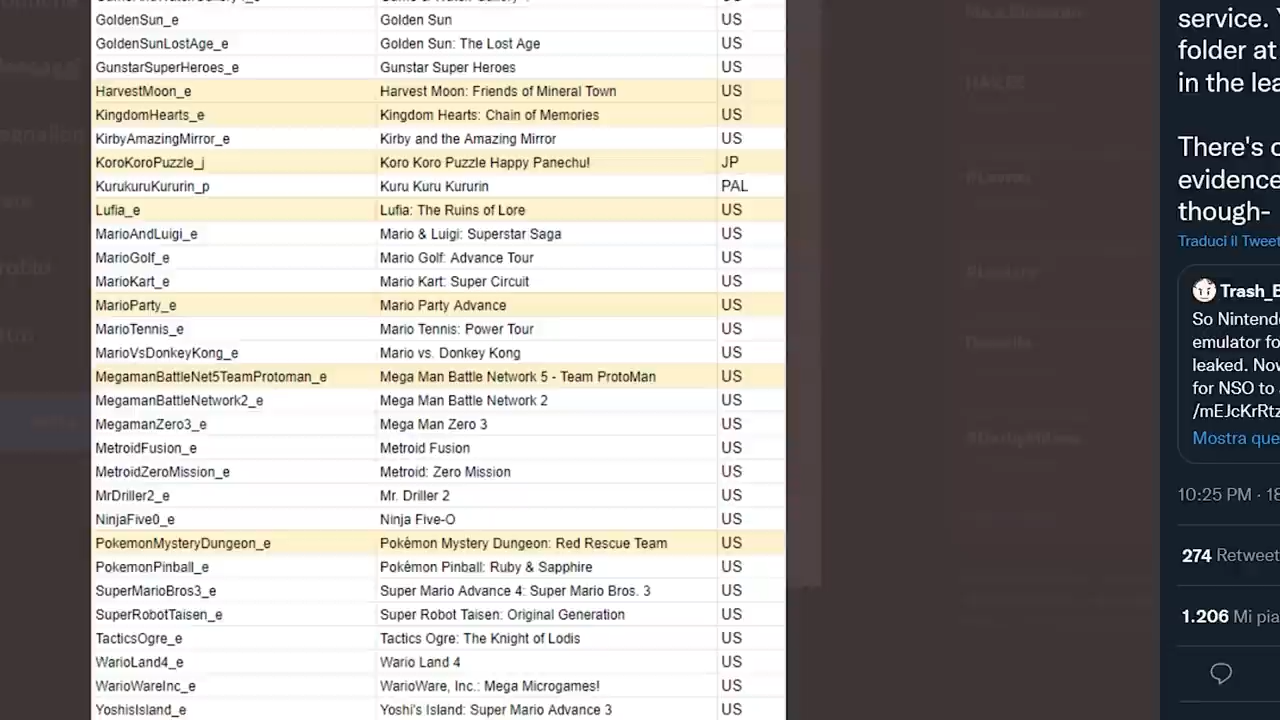 GoldenSun_e Golden Sun US
GoldenSunLostAge_e Golden Sun: The Lost Age US
GunstarSuperHeroes_e Gunstar Super Heroes US
HarvestMoon_e Harvest Moon: Friends of Mineral Town US
KingdomHearts_e Kingdom Hearts: Chain of Memories US
KirbyAmazingMirror_e Kirby and the Amazing Mirror US
KoroKoroPuzzle_j Koro Koro Puzzle Happy Panechu! JP
KurukuruKururin_p Kuru Kuru Kururin PAL
Lufia_e Lufia: The Ruins of Lore US
MarioAndLuigi_e Mario & Luigi: Superstar Saga US
MarioGolf_e Mario Golf: Advance Tour US
MarioKart_e Mario Kart: Super Circuit US
MarioParty_e Mario Party Advance US
MarioTennis_e Mario Tennis: Power Tour US
MarioVsDonkeyKong_e Mario vs. Donkey Kong US
MegamanBattleNet5TeamProtoman_e Mega Man Battle Network 5 - Team ProtoMan US
MegamanBattleNetwork2_e Mega Man Battle Network 2 US
MegamanZero3_e Mega Man Zero 3 US
MetroidFusion_e Metroid Fusion US
MetroidZeroMission_e Metroid: Zero Mission US
MrDriller2_e Mr. Driller 2 US
NinjaFive0_e Ninja Five-O US
PokemonMysteryDungeon_e Pokémon Mystery Dungeon: Red Rescue Team US
PokemonPinball_e Pokémon Pinball: Ruby & Sapphire US
SuperMarioBros3_e Super Mario Advance 4: Super Mario Bros. 3 US
SuperRobotTaisen_e Super Robot Taisen: Original Generation US
TacticsOgre_e Tactics Ogre: The Knight of Lodis US
WarioLand4_e Wario Land 4 US
WarioWareInc_e WarioWare, Inc.: Mega Microgames! US
YoshisIsland_e Yoshi's Island: Super Mario Advance 3 US
service.
folder at
in the lea
There's
evidence
though-
Traduci il Tweet
Trash_
So Nintend
emulator fo
leaked. Nov
for NSO to
/mEJcKrRtz
Mostra que
10:25 PM · 18
274 Retweet
1.206 Mi pia